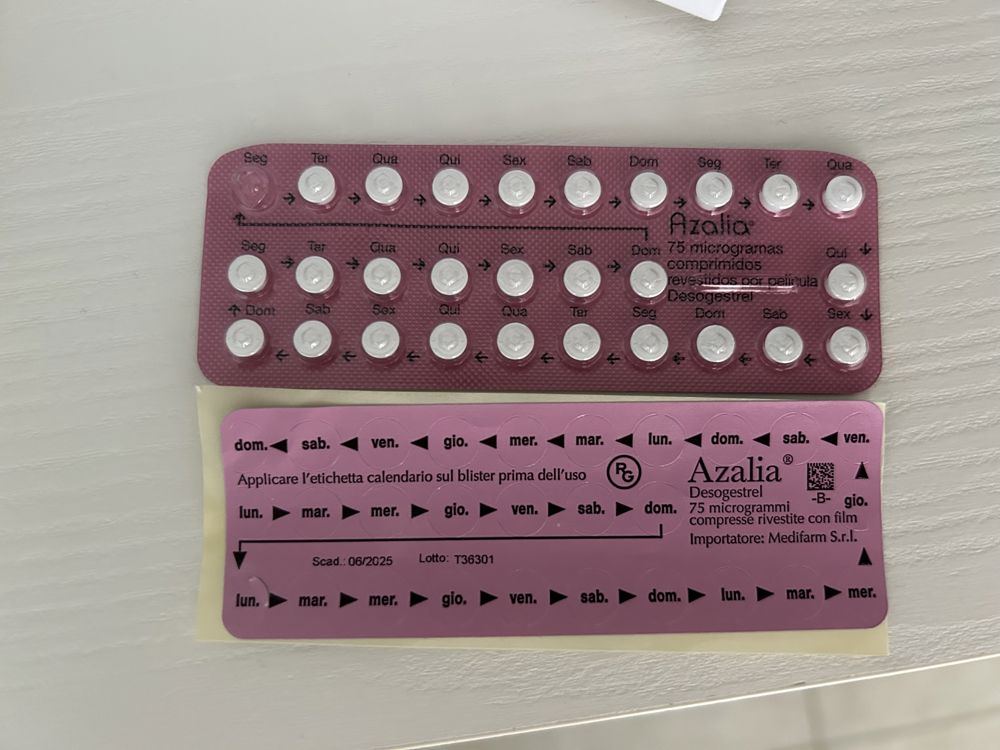 Seg Ter Qua Qui Sex Sab Dom Seg Ter Qua
Azalia®
Seg Ter Qua Qui Sex Sab Dom 75 microgramas Qui
comprimidos
revestidos por película
Desogestrel
Dom Sab Sex Qui Qua Ter Seg Dom Sab Sex
dom. sab. ven. gio. mer. mar. lun. dom. sab. ven.
Applicare l'etichetta calendario sul blister prima dell'uso RG Azalia®
Desogestrel -B- gio.
lun. mar. mer. gio. ven. sab. dom. 75 microgrammi
compresse rivestite con film
Importatore: Medifarm S.r.l.
Scad.: 06/2025 Lotto: T36301
lun. mar. mer. gio. ven. sab. dom. lun. mar. mer.